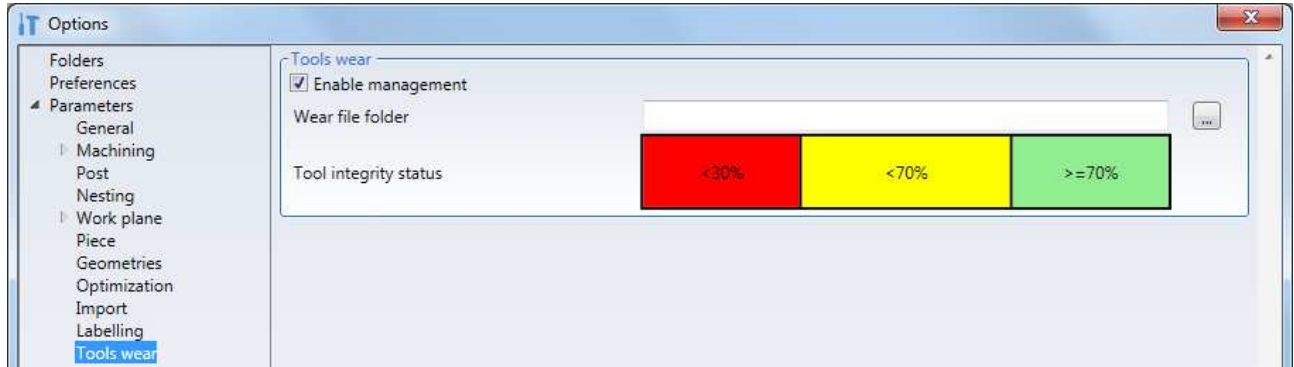 Options
Folders
Preferences
Parameters
General
Machining
Post
Nesting
Work plane
Piece
Geometries
Optimization
Import
Labelling
Tools wear
Tools wear
Enable management
Wear file folder
...
Tool integrity status
<30%
<70%
>=70%